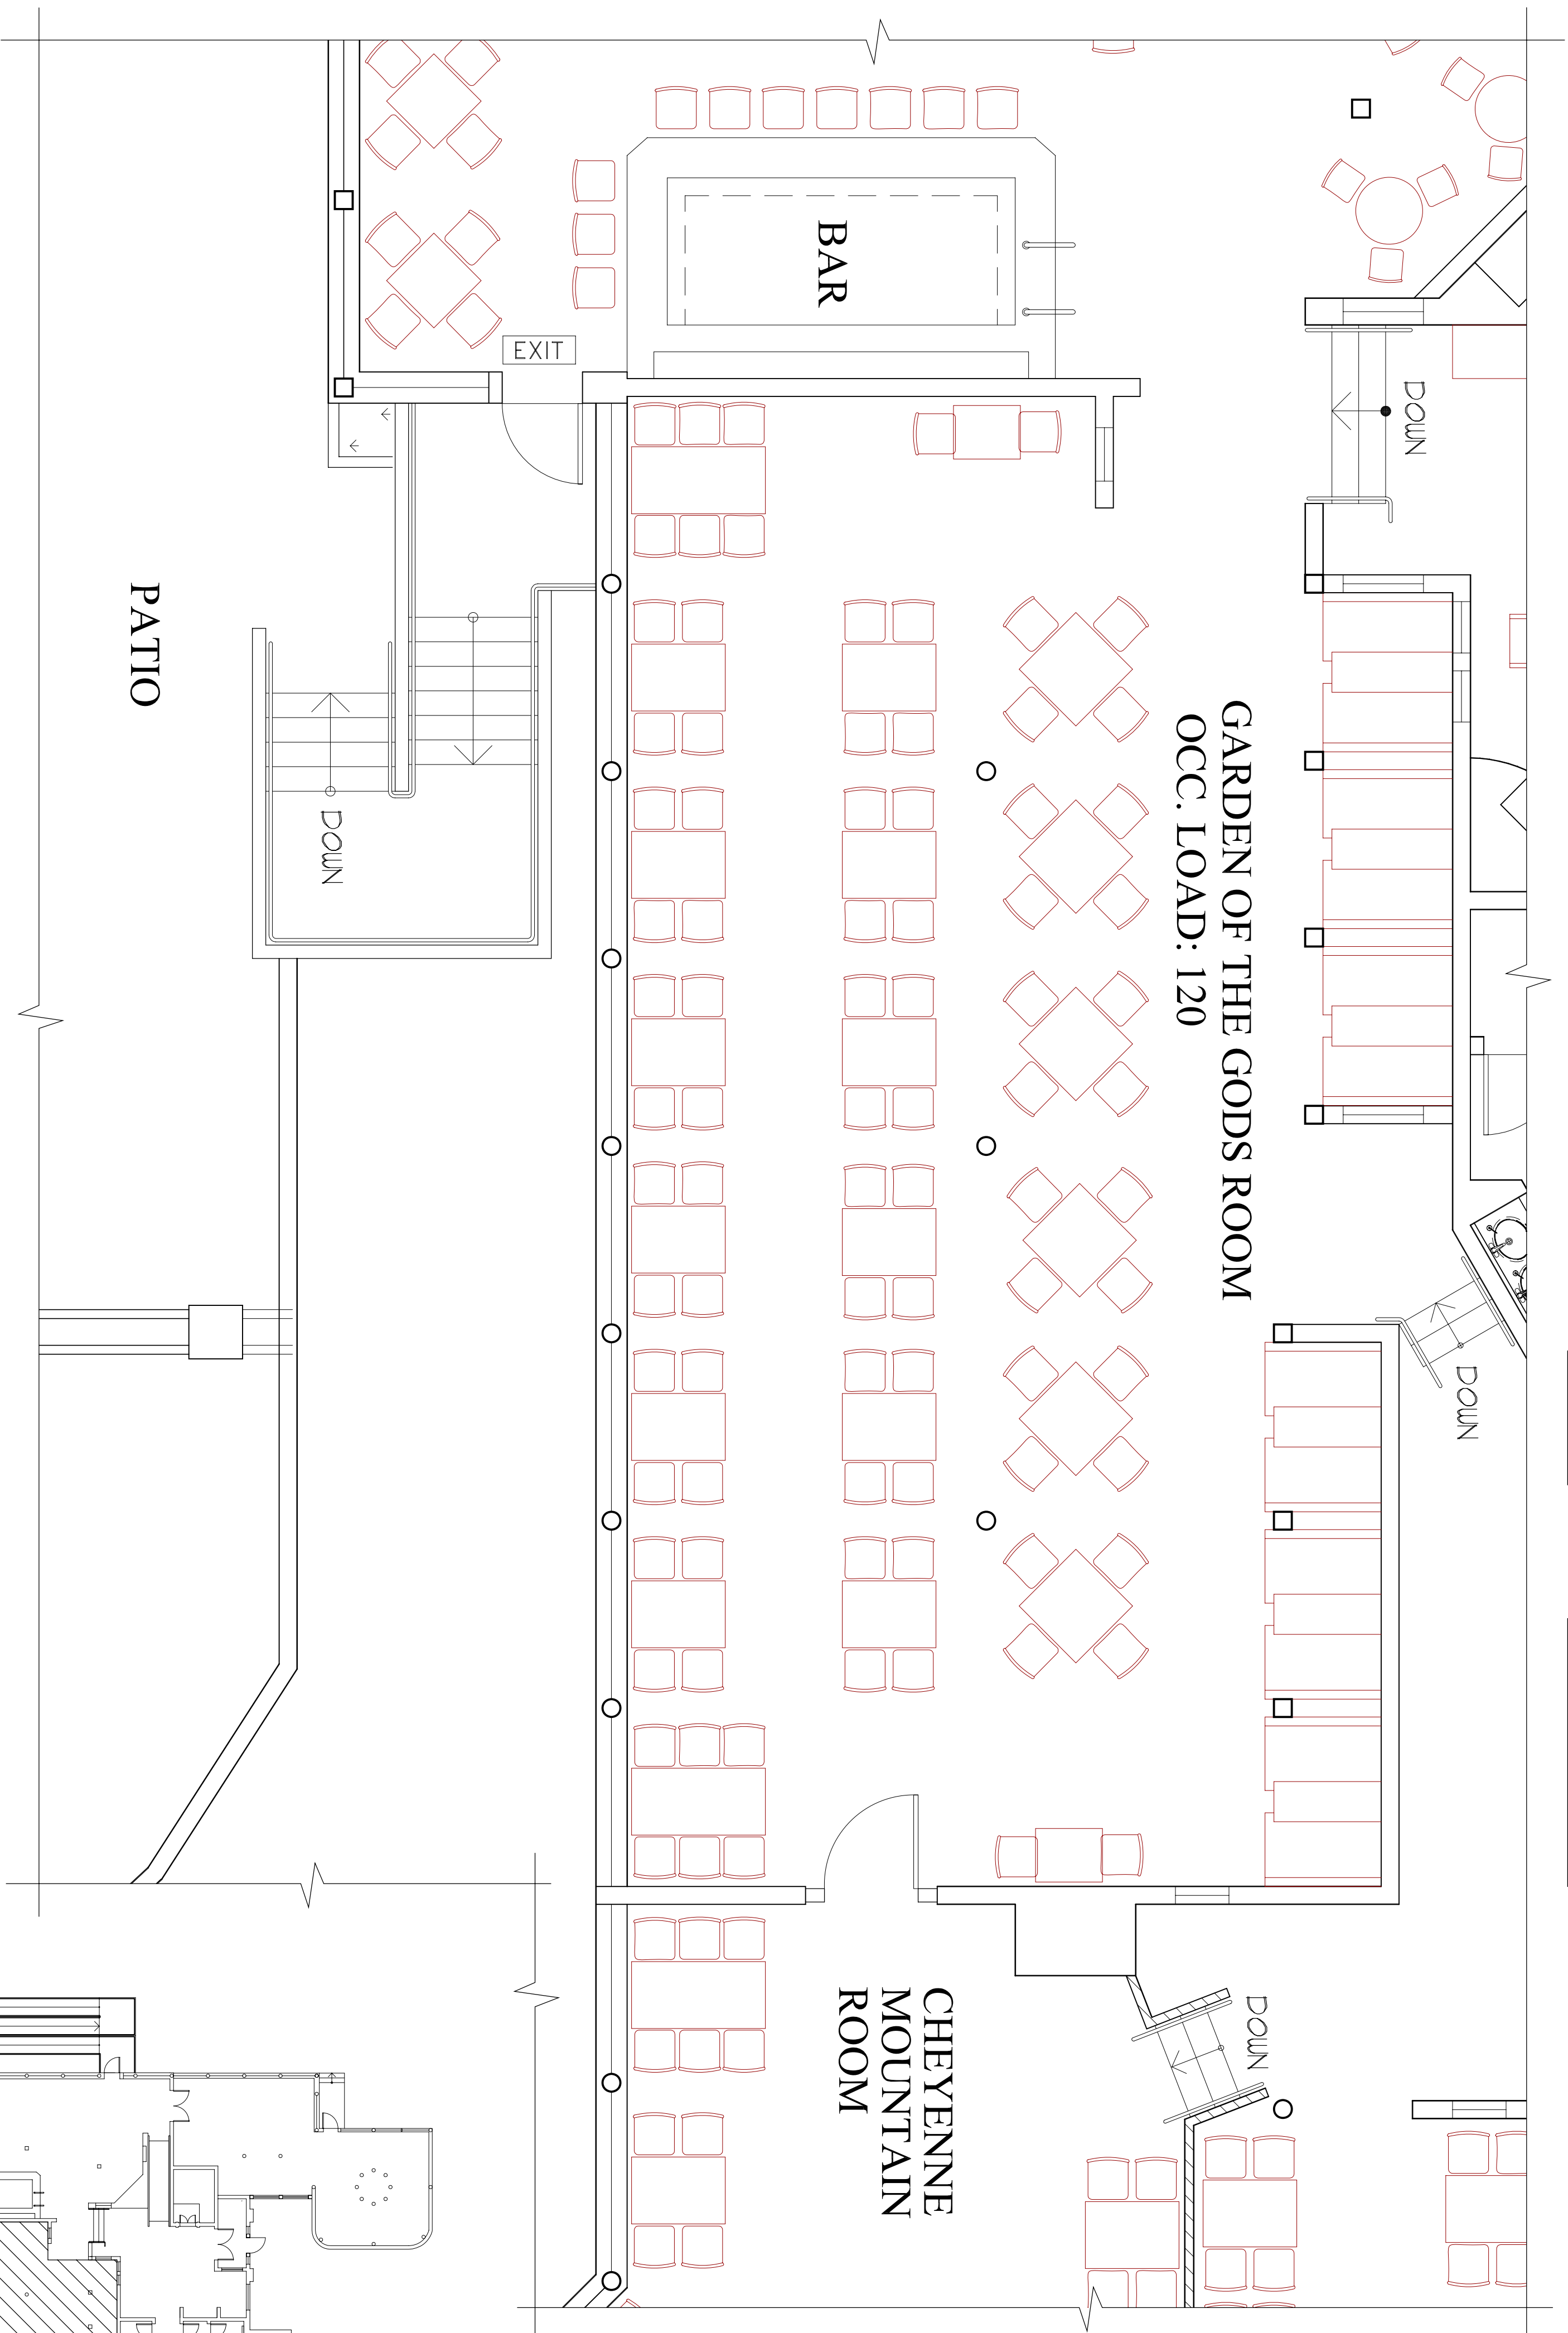 BAR
EXIT
DOWN
PATIO
GARDEN OF THE GODS ROOM
OCC. LOAD: 120
DOWN
DOWN
CHEYENNE
MOUNTAIN
ROOM
DOWN